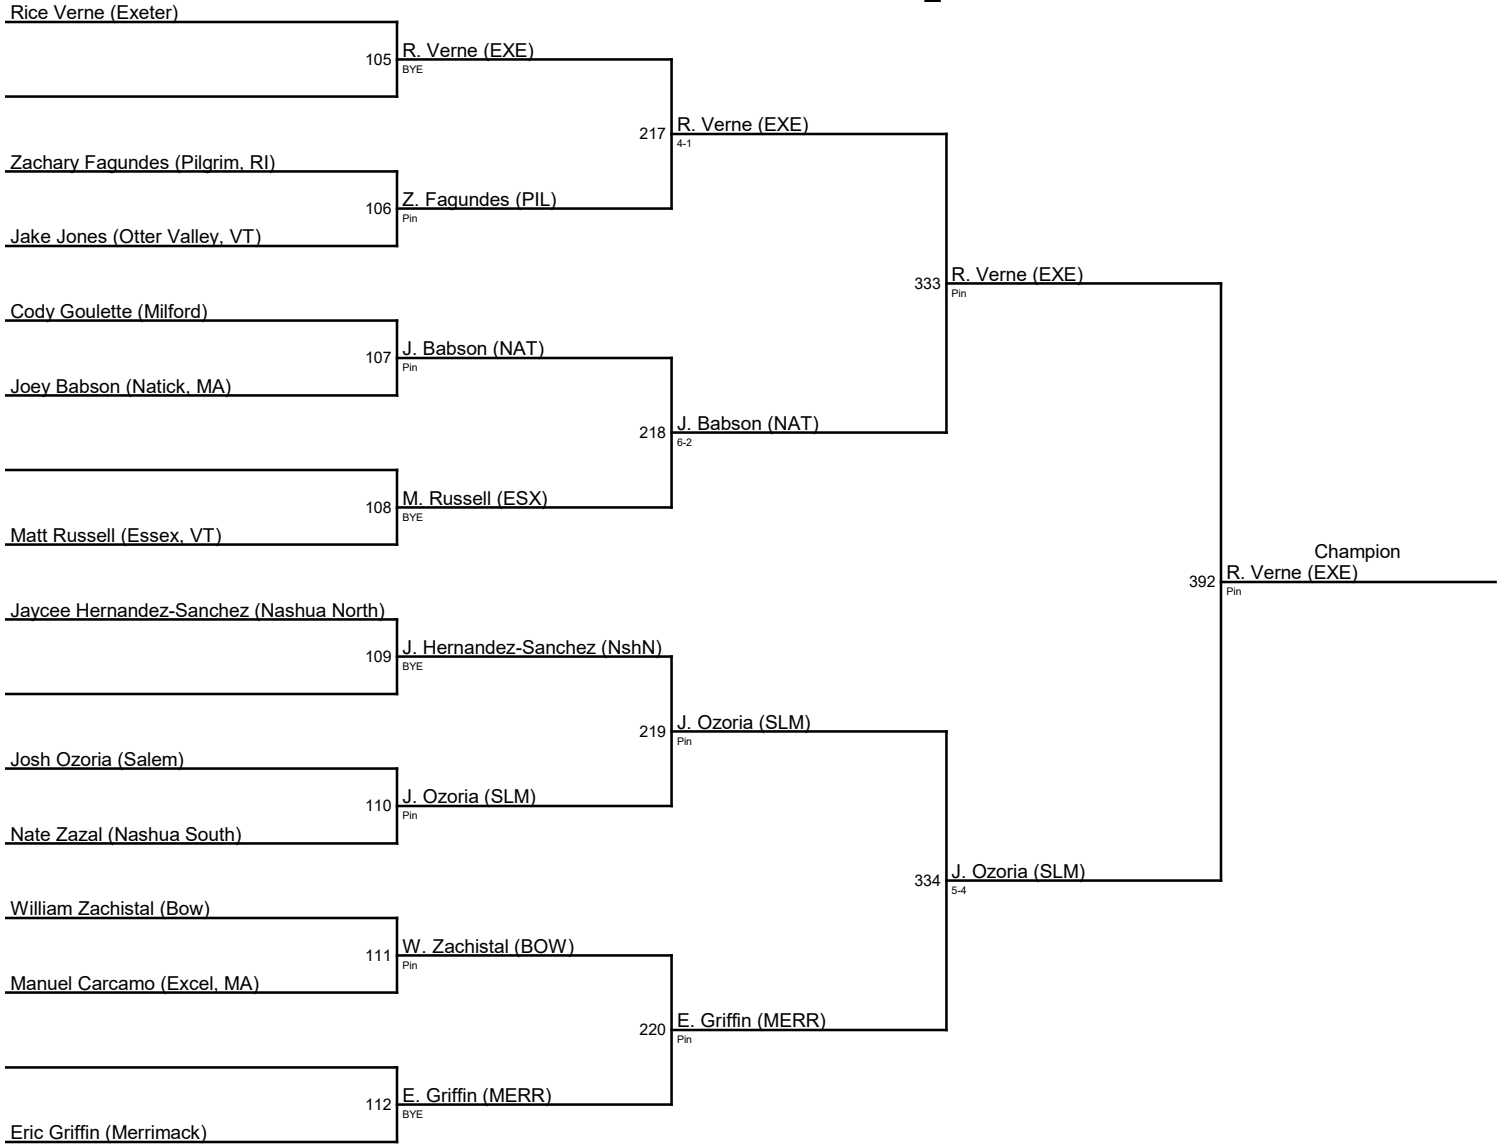 Rice Verne (Exeter)
105 R. Verne (EXE)
BYE
217 R. Verne (EXE)
4-1
Zachary Fagundes (Pilgrim, RI)
106 Z. Fagundes (PIL)
Pin
Jake Jones (Otter Valley, VT)
333 R. Verne (EXE)
Pin
Cody Goulette (Milford)
107 J. Babson (NAT)
Pin
Joey Babson (Natick, MA)
218 J. Babson (NAT)
6-2
108 M. Russell (ESX)
BYE
Matt Russell (Essex, VT)
Champion
392 R. Verne (EXE)
Pin
Jaycee Hernandez-Sanchez (Nashua North)
109 J. Hernandez-Sanchez (NshN)
BYE
219 J. Ozoria (SLM)
Pin
Josh Ozoria (Salem)
110 J. Ozoria (SLM)
Pin
Nate Zazal (Nashua South)
334 J. Ozoria (SLM)
5-4
William Zachistal (Bow)
111 W. Zachistal (BOW)
Pin
Manuel Carcamo (Excel, MA)
220 E. Griffin (MERR)
Pin
112 E. Griffin (MERR)
BYE
Eric Griffin (Merrimack)